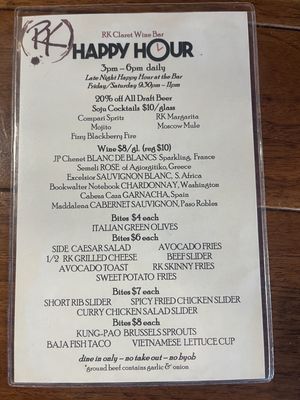 RK
RK Claret Wine Bar
HAPPY HOUR
3pm – 6pm daily
Late Night Happy Hour at the Bar
Friday/Saturday 9:30pm – 11pm
20% off All Draft Beer
Soju Cocktails $10/glass
Compari Spritz RK Margarita
Mojito Moscow Mule
Fizzy Blackberry Fire
Wine $8/gl. (reg $10)
JP Chenet BLANC DE BLANCS Sparkling, France
Semeli ROSE of Agiorgitiko, Greece
Excelsior SAUVIGNON BLANC, S. Africa
Bookwalter Notebook CHARDONNAY, Washington
Cabeza Casa GARNACHA, Spain
Maddalena CABERNET SAUVIGNON, Paso Robles
Bites $4 each
ITALIAN GREEN OLIVES
Bites $6 each
SIDE CAESAR SALAD AVOCADO FRIES
1/2 RK GRILLED CHEESE BEEF SLIDER
AVOCADO TOAST RK SKINNY FRIES
SWEET POTATO FRIES
Bites $7 each
SHORT RIB SLIDER SPICY FRIED CHICKEN SLIDER
CURRY CHICKEN SALAD SLIDER
Bites $8 each
KUNG-PAO BRUSSELS SPROUTS
BAJA FISH TACO VIETNAMESE LETTUCE CUP
dine in only – no take out – no byob
*ground beef contains garlic & onion